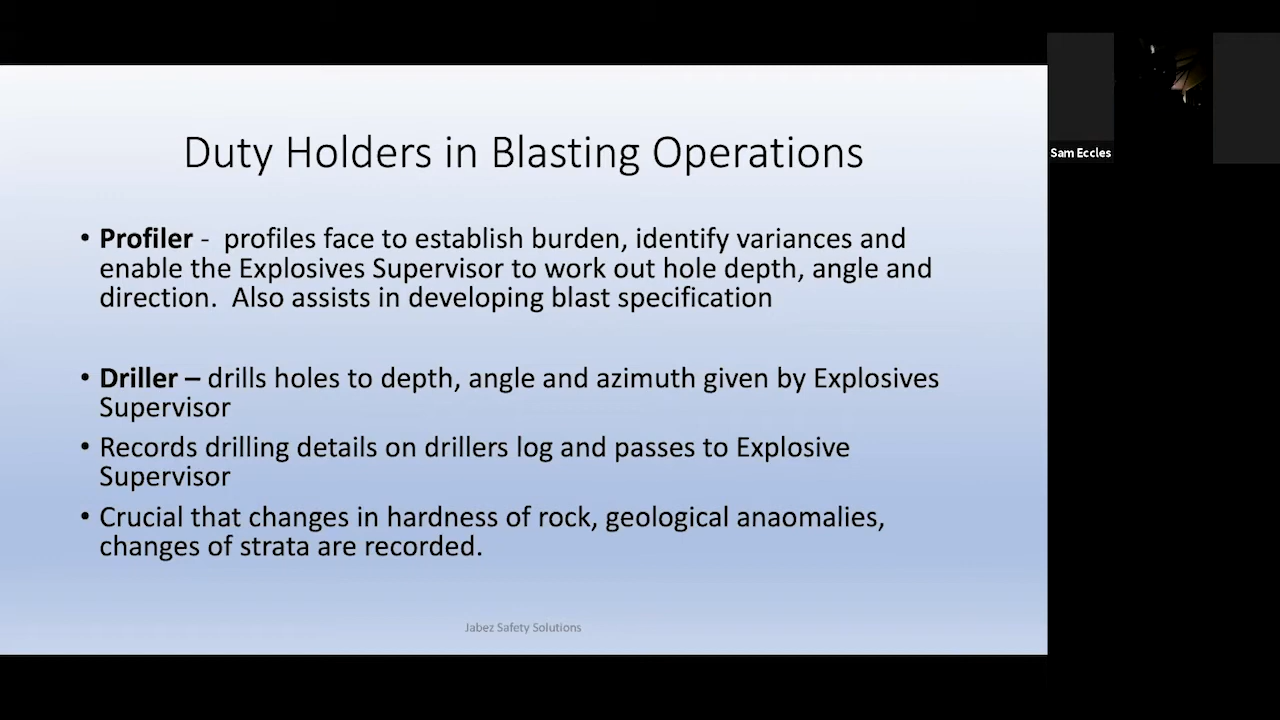 Duty Holders in Blasting Operations
• Profiler -  profiles face to establish burden, identify variances and
enable the Explosives Supervisor to work out hole depth, angle and
direction.  Also assists in developing blast specification
• Driller – drills holes to depth, angle and azimuth given by Explosives
Supervisor
• Records drilling details on drillers log and passes to Explosive
Supervisor
• Crucial that changes in hardness of rock, geological anaomalies,
changes of strata are recorded.
Jabez Safety Solutions
Sam Eccles